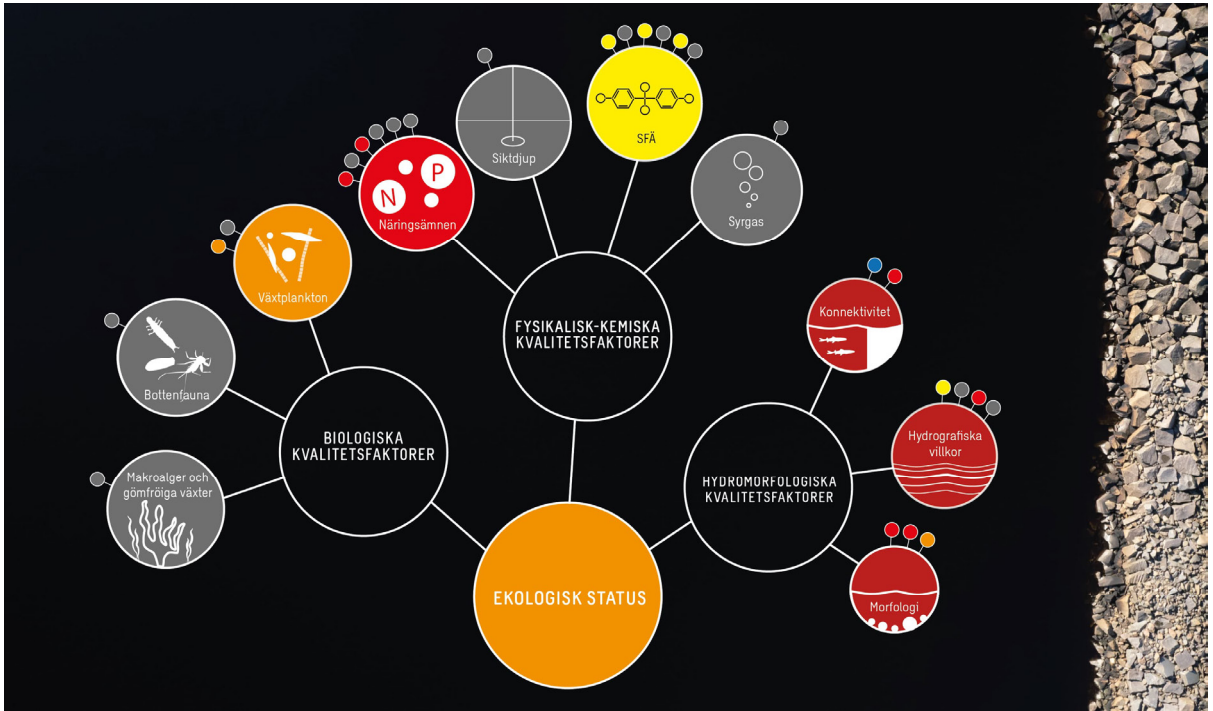 Siktdjup
SFÄ
N
P
Näringsämnen
Syrgas
Växtplankton
Bottenfauna
Makroalger och
gömfröiga växter
BIOLOGISKA
KVALITETSFAKTORER
FYSIKALISK-KEMISKA
KVALITETSFAKTORER
Konnektivitet
Hydrografiska
villkor
HYDROMORFOLOGISKA
KVALITETSFAKTORER
Morfologi
EKOLOGISK STATUS